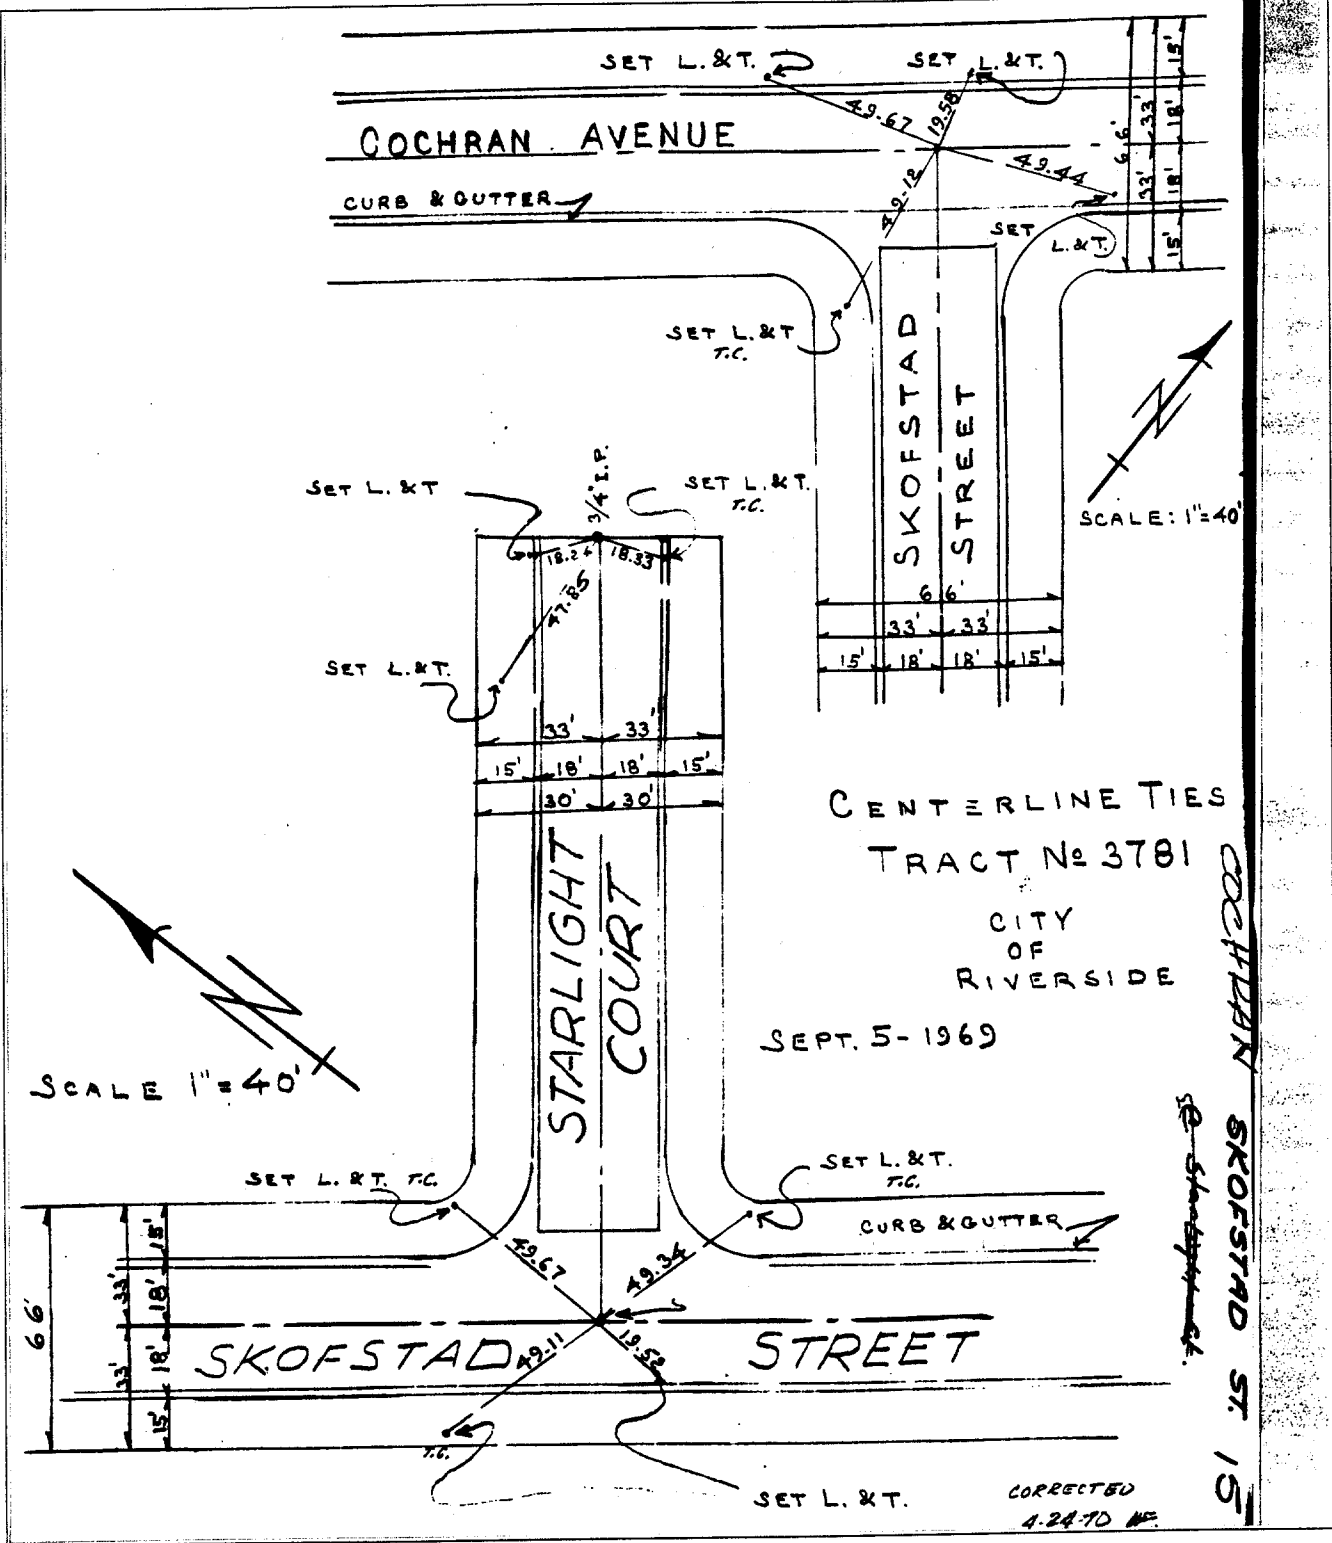 SET L. & T.
SET L. & T.
49.67
19.58
COCHRAN AVENUE
49.44
49.12
CURB & GUTTER
SET
L. & T.
15'
18'
18'
15'
33'
33'
66'
SET L. & T
T.C.
SKOFSTAD
STREET
66'
33' 33'
15' 18' 18' 15'
SCALE: 1"=40'
SET L. & T
3/4" I.P.
SET L. & T.
T.C.
18.24 18.33
47.85
SET L. & T.
33' 33'
15' 18' 18' 15'
30' 30'
STARLIGHT
COURT
CENTERLINE TIES
TRACT No 3781
CITY
OF
RIVERSIDE
SEPT. 5-1969
SCALE 1"=40'
SET L. & T. T.C.
SET L. & T.
T.C.
CURB & GUTTER
49.67
49.34
66'
33'
33'
15'
18'
18'
15'
SKOFSTAD STREET
49.11
19.52
T.C.
SET L. & T.
CORRECTED
4-24-70
COCHRAN SKOFSTAD ST. 15
@ Starlight Ct.